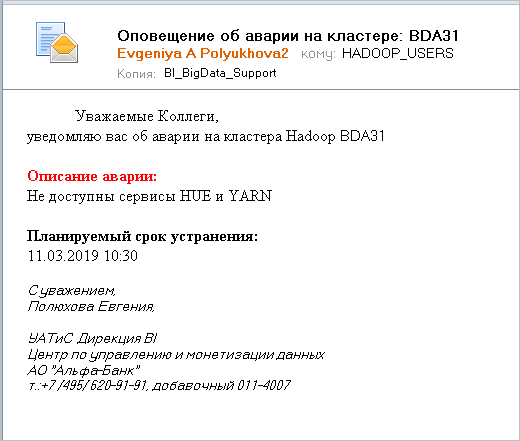 Оповещение об аварии на кластере: BDA31
Evgeniya A Polyukhova2 кому: HADOOP_USERS
Копия: BI_BigData_Support
Уважаемые Коллеги,
уведомляю вас об аварии на кластера Hadoop BDA31
Описание аварии:
Не доступны сервисы HUE и YARN
Планируемый срок устранения:
11.03.2019 10:30
С уважением,
Полюхова Евгения,
УАТиС Дирекция BI
Центр по управлению и монетизации данных
АО "Альфа-Банк"
т.:+7 /495/ 620-91-91, добавочный 011-4007